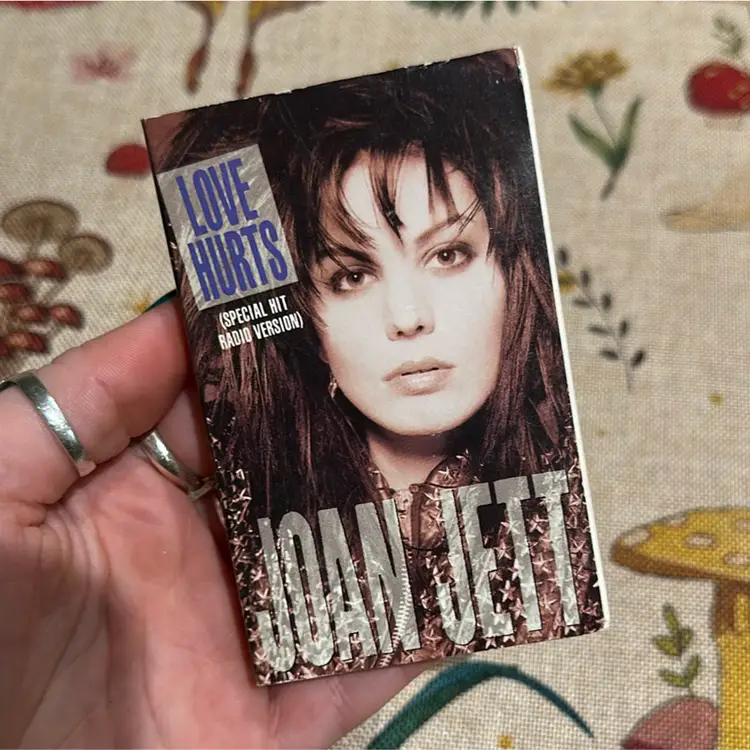 LOVE
HURTS
(SPECIAL HIT
RADIO VERSION)
JOAN JETT